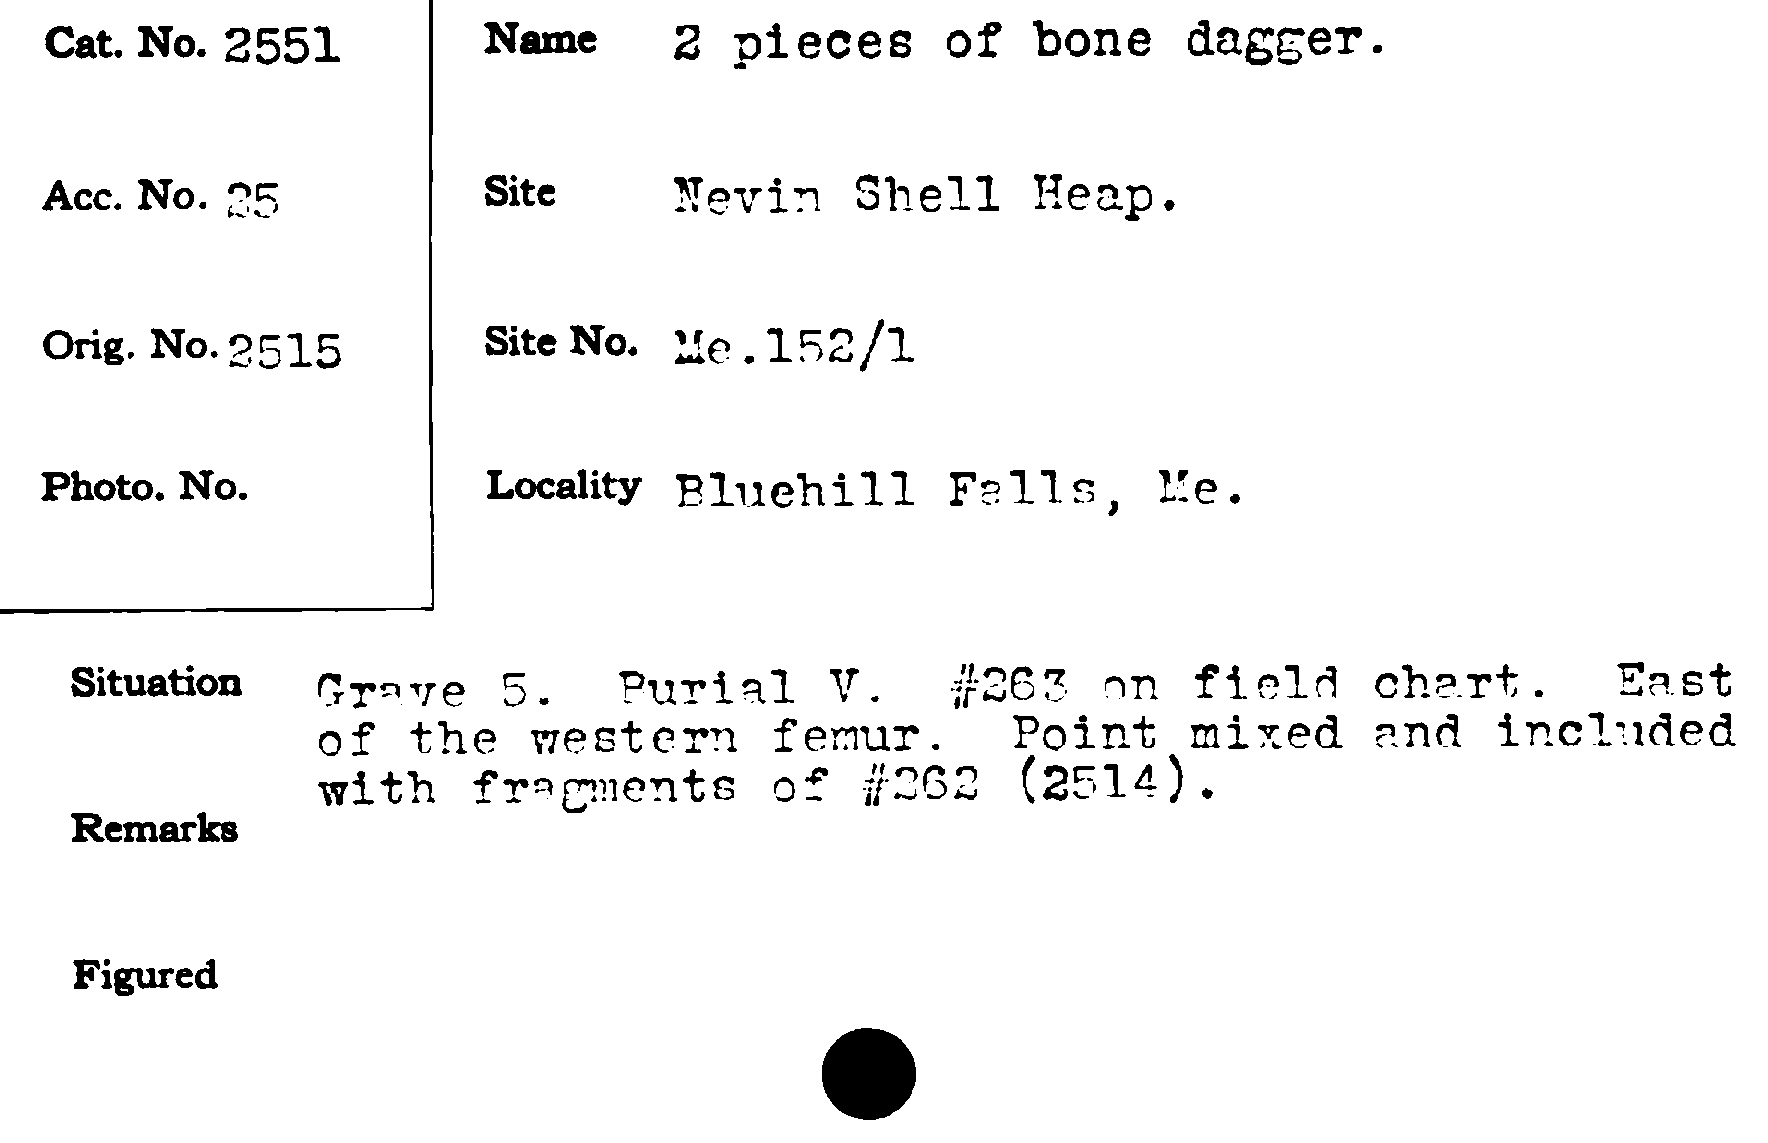 Cat. No. 2551
Name 2 pieces of bone dagger.
Acc. No. 25
Site Nevin Shell Heap.
Orig. No. 2515
Site No. Me.152/1
Photo. No.
Locality Bluehill Falls, Me.
Situation Grave 5. Burial V. #263 on field chart. East
of the western femur. Point mixed and included
with fragments of #262 (2514).
Remarks
Figured